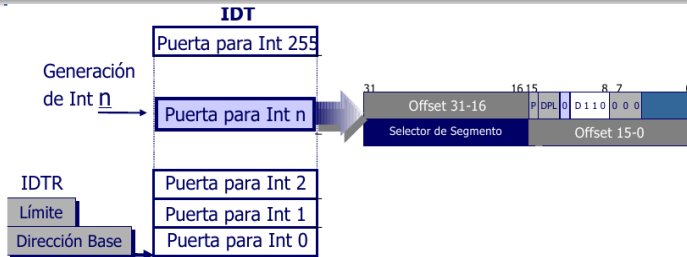 IDT
Puerta para Int 255
Generación
de Int n
Puerta para Int n
31
16 15
8 7
Offset 31-16
P DPL 0 D 1 1 0 0 0 0
Selector de Segmento
Offset 15-0
IDTR
Límite
Dirección Base
Puerta para Int 2
Puerta para Int 1
Puerta para Int 0